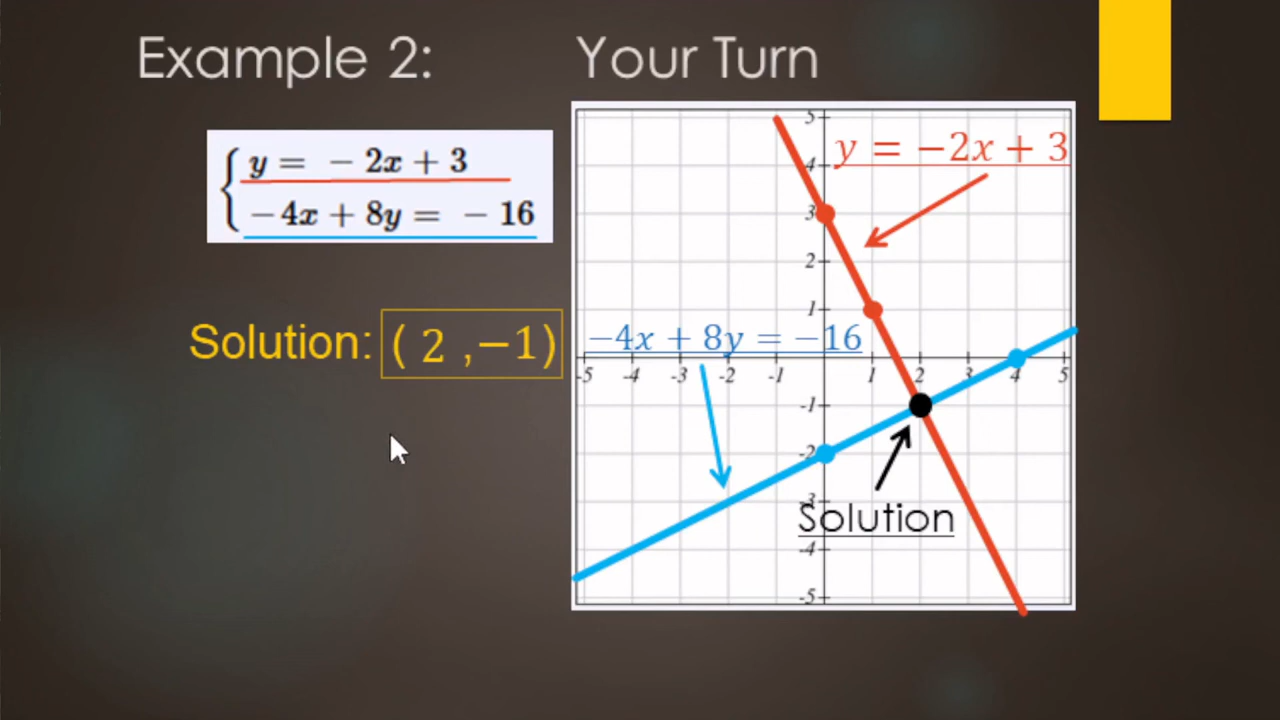 Example 2: Your Turn
y = − 2x + 3
−4x + 8y = − 16
Solution: ( 2 ,−1)
5
y = −2x + 3
4
3
2
1
−4x + 8y = −16
-5 -4 -3 -2 -1 1 2 3 4 5
-1
-2
-3
Solution
-4
-5